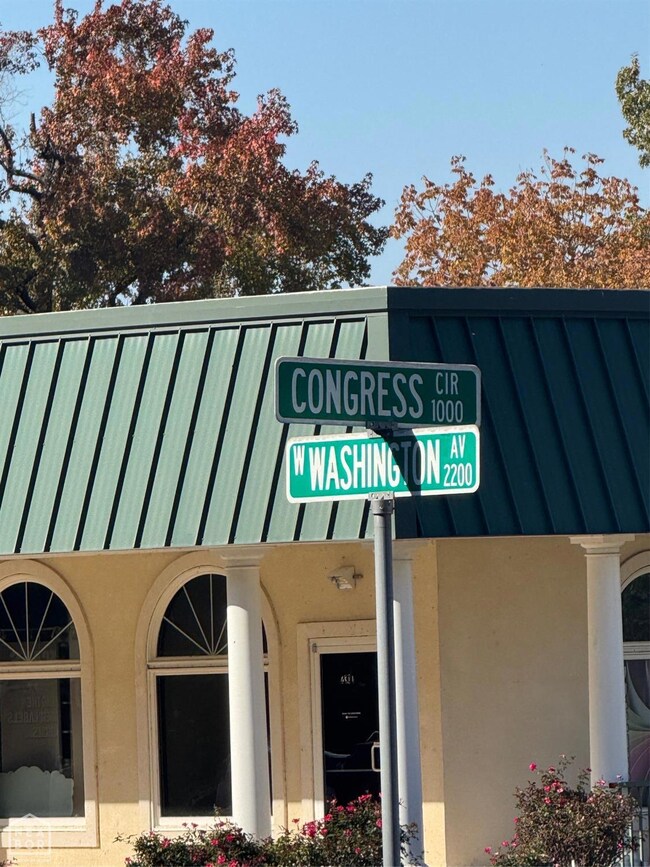 CONGRESS CIR
1000
W WASHINGTON AV
2200